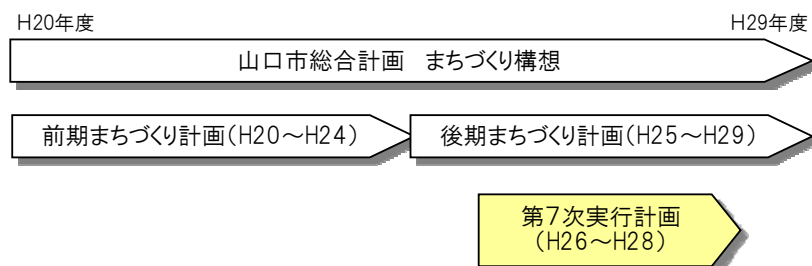 H20年度
H29年度
山口市総合計画　まちづくり構想
前期まちづくり計画(H20～H24)
後期まちづくり計画(H25～H29)
第7次実行計画
(H26～H28)